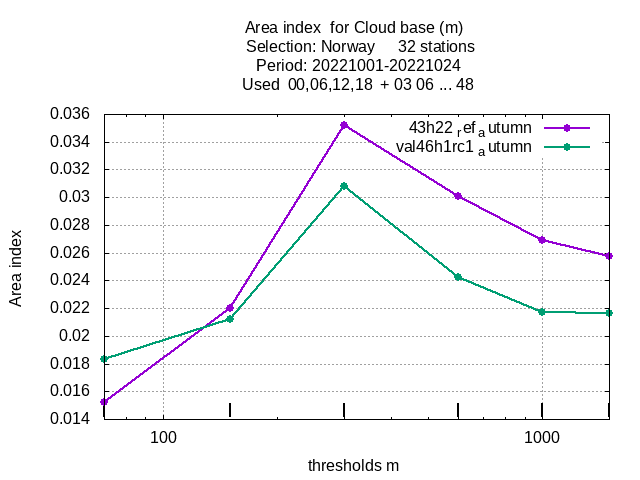 Area index  for Cloud base (m)
Selection: Norway     32 stations
Period: 20221001-20221024
Used  00,06,12,18  + 03 06 ... 48
0.036
0.034
0.032
0.03
0.028
0.026
0.024
0.022
0.02
0.018
0.016
0.014
Area index
43h22 ref autumn
val46h1rc1 autumn
100
1000
thresholds m